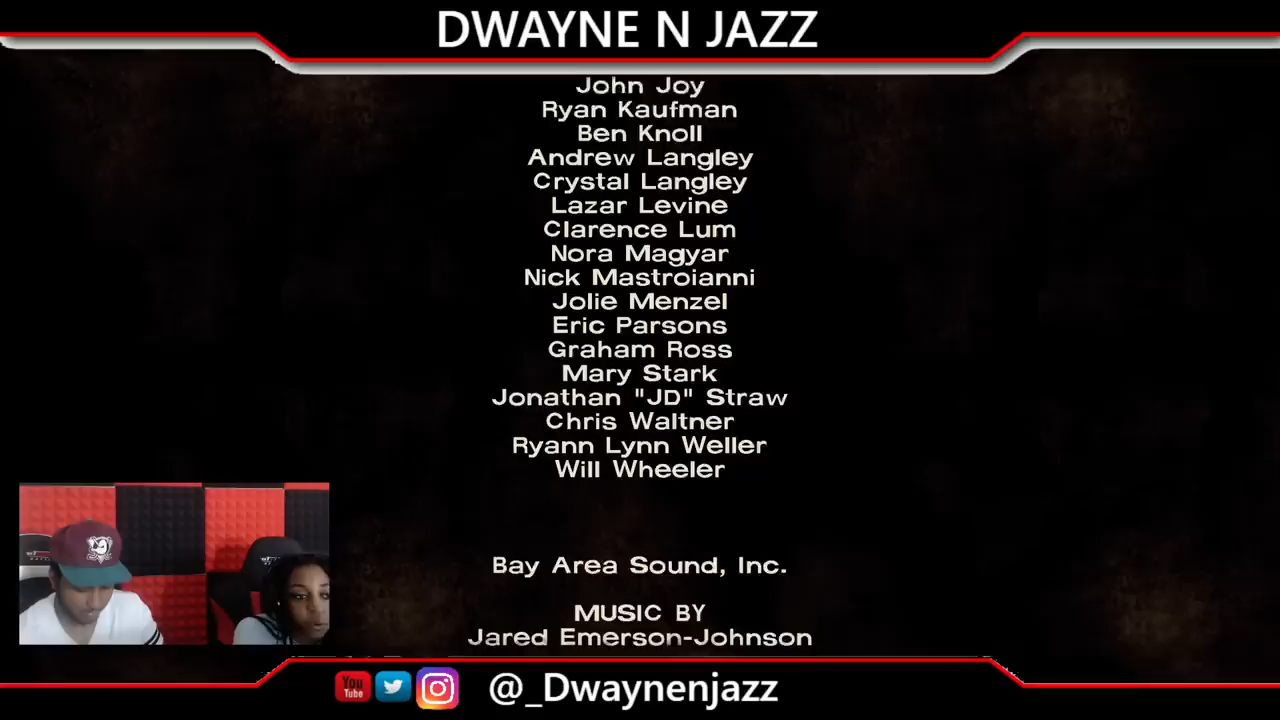 DWAYNE N JAZZ
John Joy
Ryan Kaufman
Ben Knoll
Andrew Langley
Crystal Langley
Lazar Levine
Clarence Lum
Nora Magyar
Nick Mastroianni
Jolie Menzel
Eric Parsons
Graham Ross
Mary Stark
Jonathan "JD" Straw
Chris Waltner
Ryann Lynn Weller
Will Wheeler
Bay Area Sound, Inc.
MUSIC BY
Jared Emerson-Johnson
You
Tube
@_Dwaynenjazz